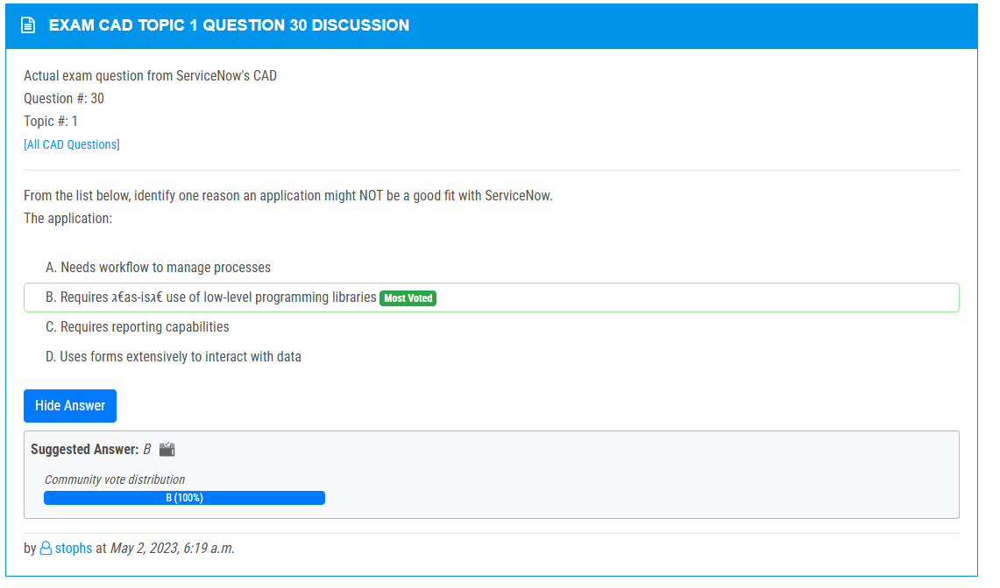 EXAM CAD TOPIC 1 QUESTION 30 DISCUSSION
Actual exam question from ServiceNow's CAD
Question #: 30
Topic #: 1
[All CAD Questions]
From the list below, identify one reason an application might NOT be a good fit with ServiceNow.
The application:
A. Needs workflow to manage processes
B. Requires גאas-isג€ use of low-level programming libraries Most Voted
C. Requires reporting capabilities
D. Uses forms extensively to interact with data
Hide Answer
Suggested Answer: B
Community vote distribution
B (100%)
by stophs at May 2, 2023, 6:19 a.m.